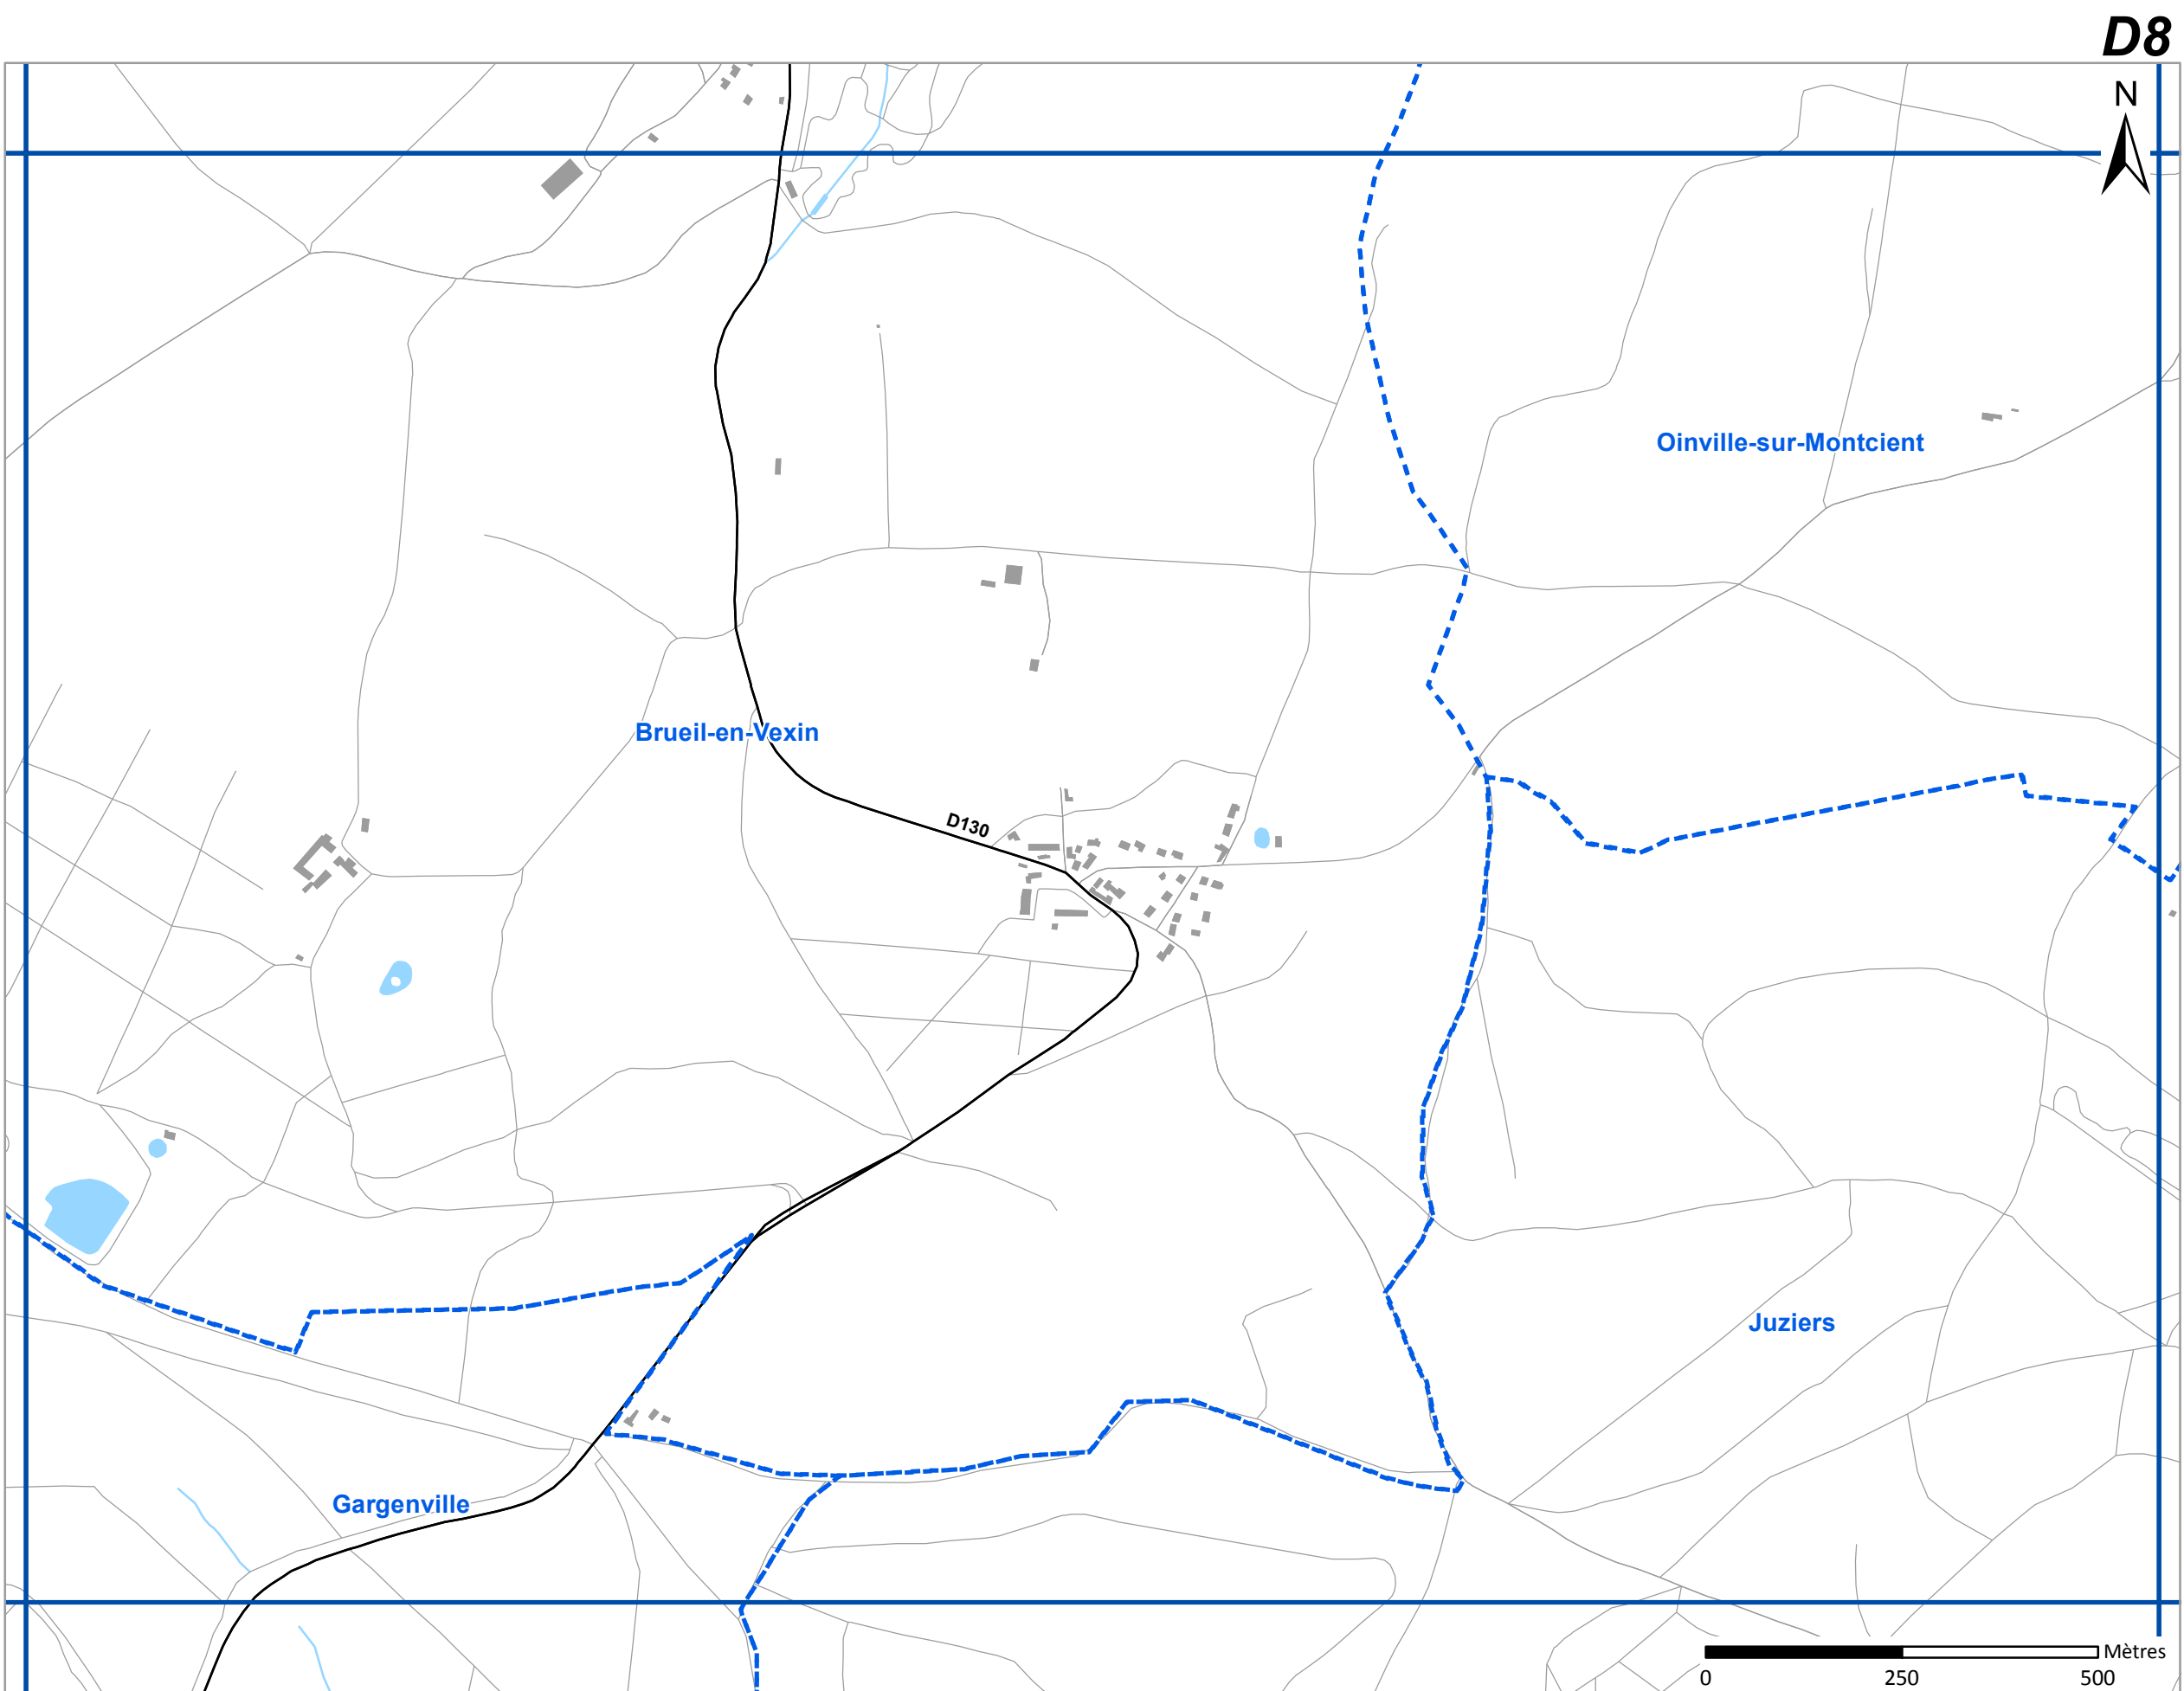 D8
N
Oinville-sur-Montcient
Brueil-en-Vexin
D130
Juziers
Gargenville
Mètres
0 250 500